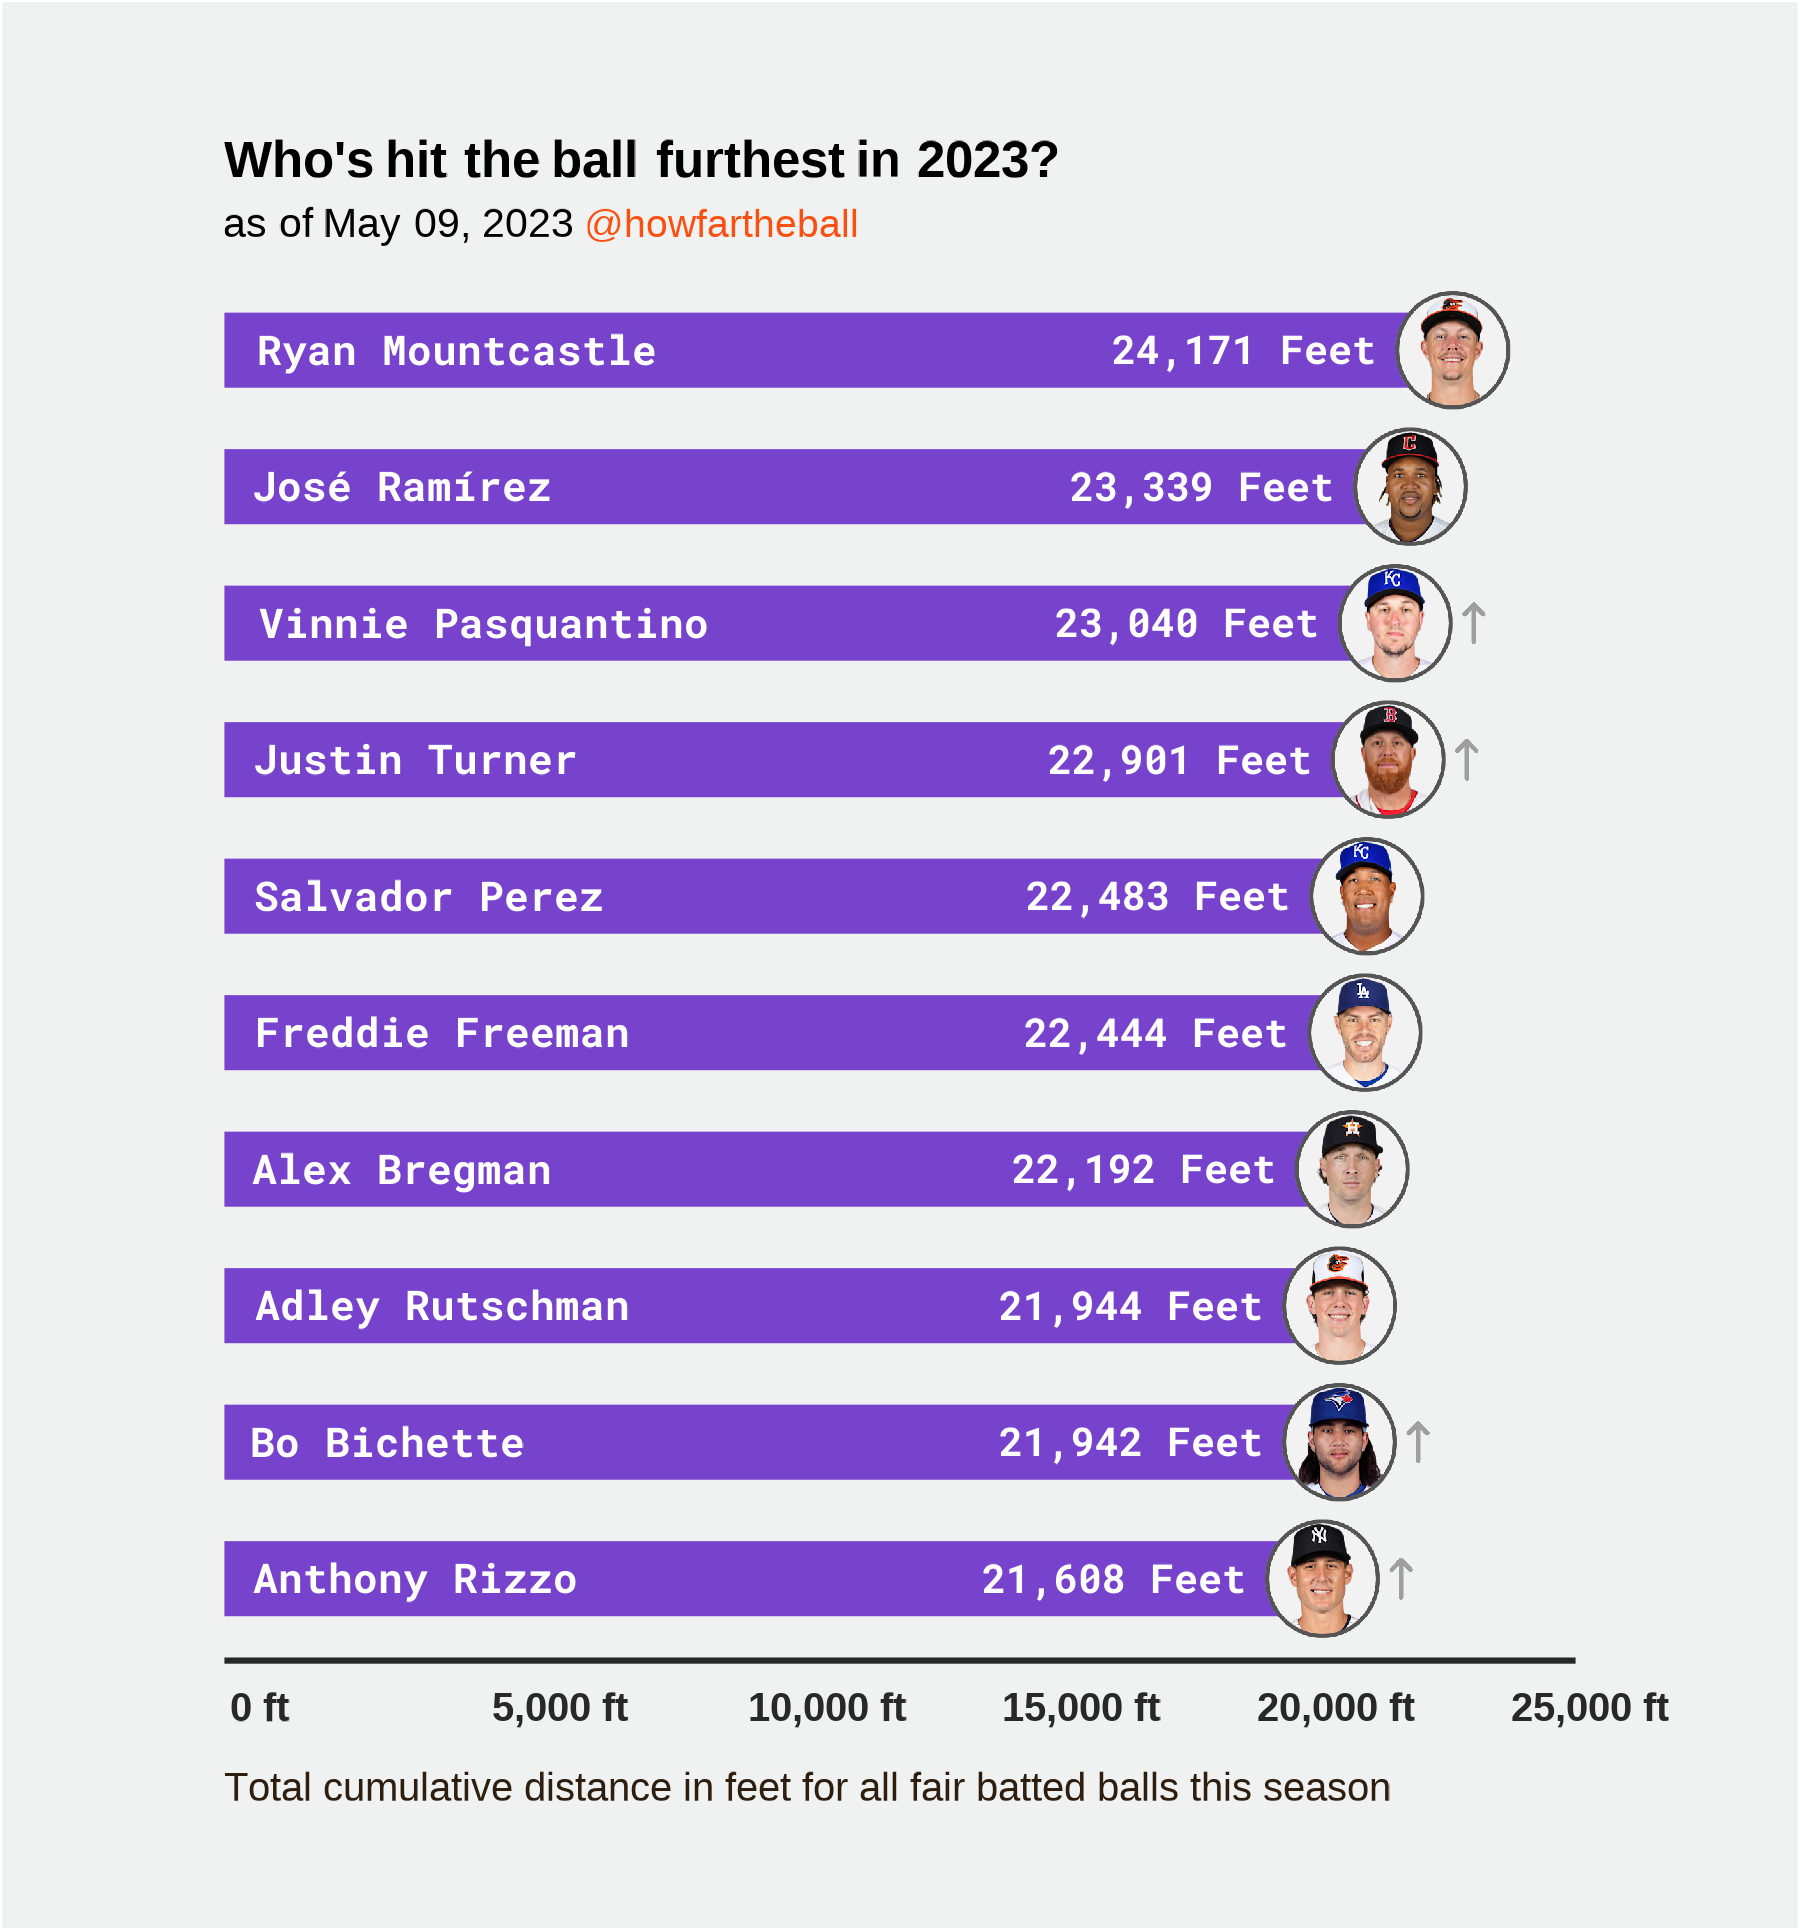 Who's hit the ball furthest in 2023?
as of May 09, 2023 @howfartheball
Ryan Mountcastle 24,171 Feet
José Ramírez 23,339 Feet
C
Vinnie Pasquantino 23,040 Feet
KC
Justin Turner 22,901 Feet
B
Salvador Perez 22,483 Feet
KC
Freddie Freeman 22,444 Feet
LA
Alex Bregman 22,192 Feet
H
Adley Rutschman 21,944 Feet
Bo Bichette 21,942 Feet
Anthony Rizzo 21,608 Feet
NY
0 ft 5,000 ft 10,000 ft 15,000 ft 20,000 ft 25,000 ft
Total cumulative distance in feet for all fair batted balls this season